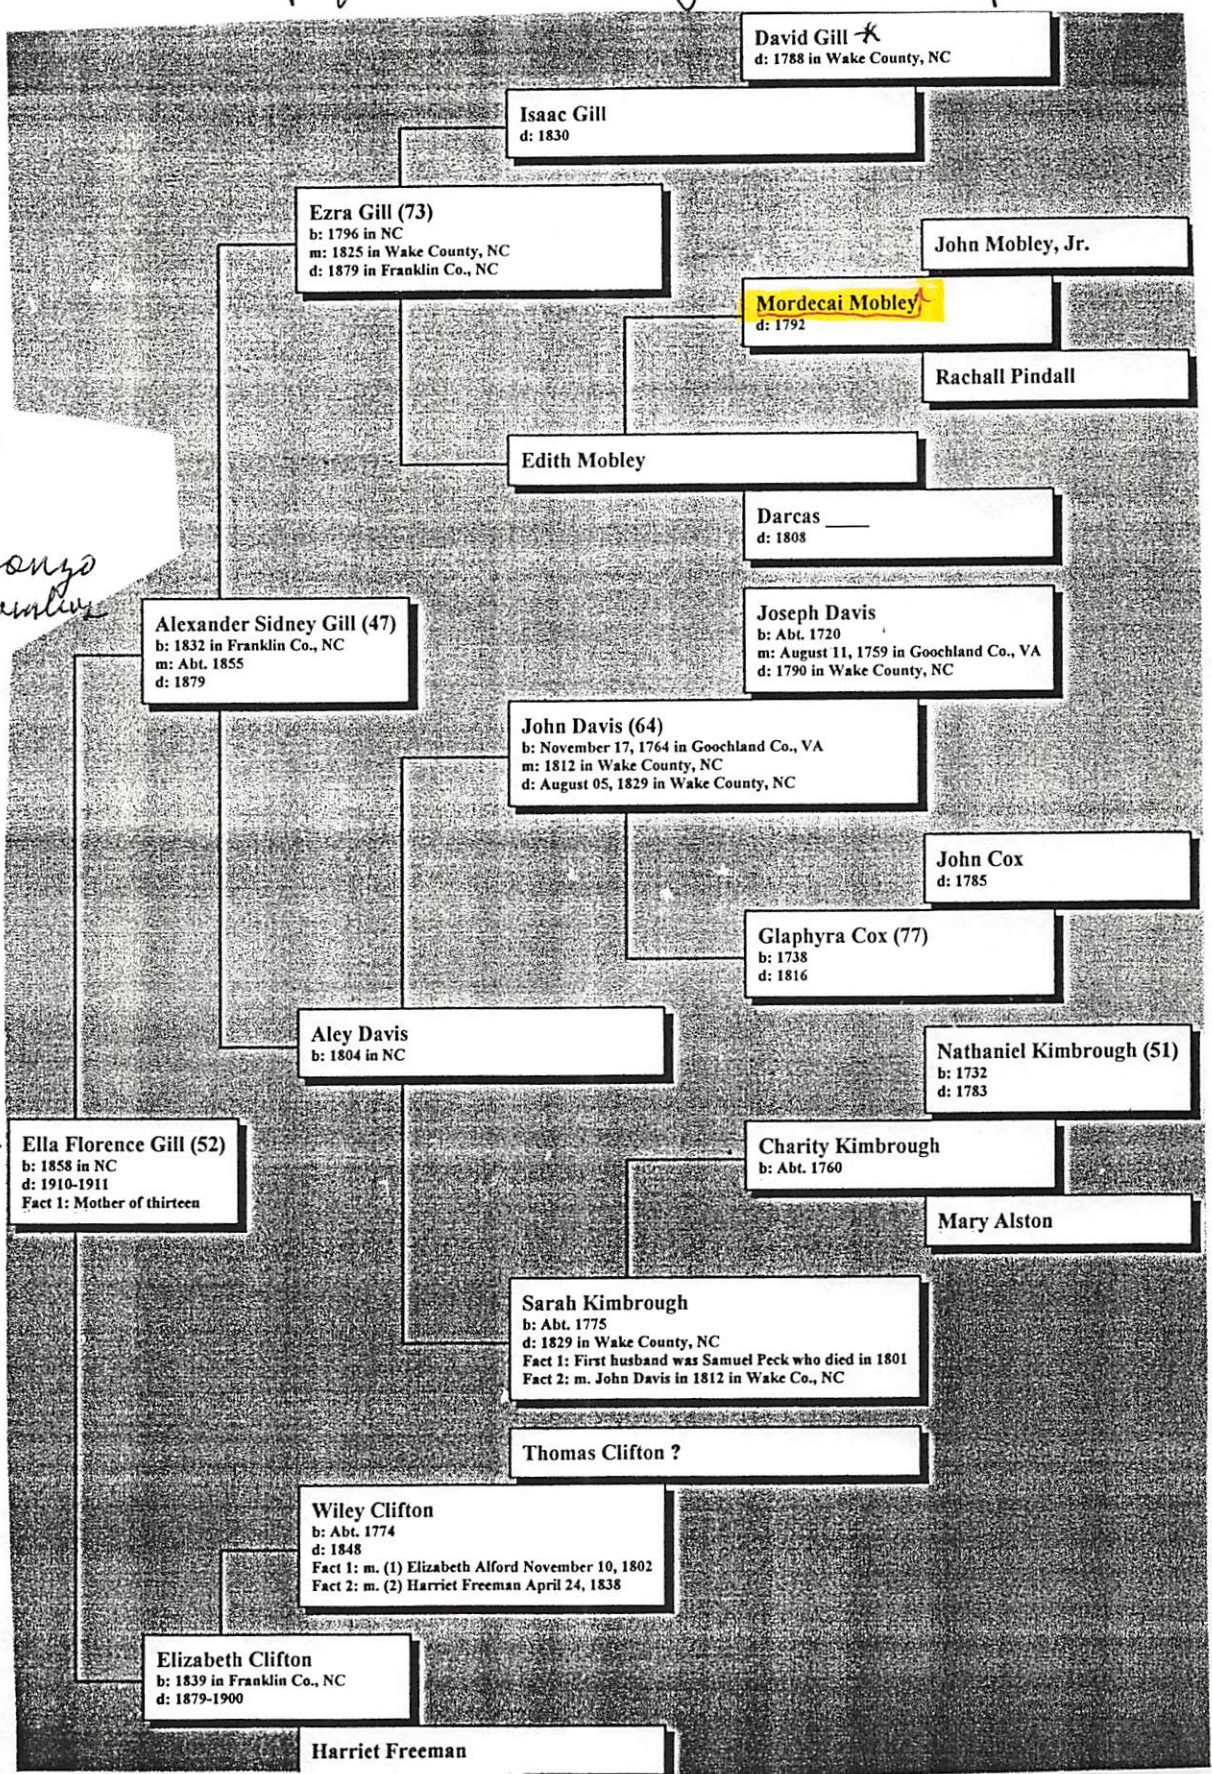 David Gill
d: 1788 in Wake County, NC
Isaac Gill
d: 1830
Ezra Gill (73)
b: 1796 in NC
m: 1825 in Wake County, NC
d: 1879 in Franklin Co., NC
John Mobley, Jr.
Mordecai Mobley
d: 1792
Rachall Pindall
Edith Mobley
Darcas ____
d: 1808
Joseph Davis
b: Abt. 1720
m: August 11, 1759 in Goochland Co., VA
d: 1790 in Wake County, NC
Alexander Sidney Gill (47)
b: 1832 in Franklin Co., NC
m: Abt. 1855
d: 1879
John Davis (64)
b: November 17, 1764 in Goochland Co., VA
m: 1812 in Wake County, NC
d: August 05, 1829 in Wake County, NC
John Cox
d: 1785
Glaphyra Cox (77)
b: 1738
d: 1816
Aley Davis
b: 1804 in NC
Nathaniel Kimbrough (51)
b: 1732
d: 1783
Ella Florence Gill (52)
b: 1858 in NC
d: 1910-1911
Fact 1: Mother of thirteen
Charity Kimbrough
b: Abt. 1760
Mary Alston
Sarah Kimbrough
b: Abt. 1775
d: 1829 in Wake County, NC
Fact 1: First husband was Samuel Peck who died in 1801
Fact 2: m. John Davis in 1812 in Wake Co., NC
Thomas Clifton ?
Wiley Clifton
b: Abt. 1774
d: 1848
Fact 1: m. (1) Elizabeth Alford November 10, 1802
Fact 2: m. (2) Harriet Freeman April 24, 1838
Elizabeth Clifton
b: 1839 in Franklin Co., NC
d: 1879-1900
Harriet Freeman